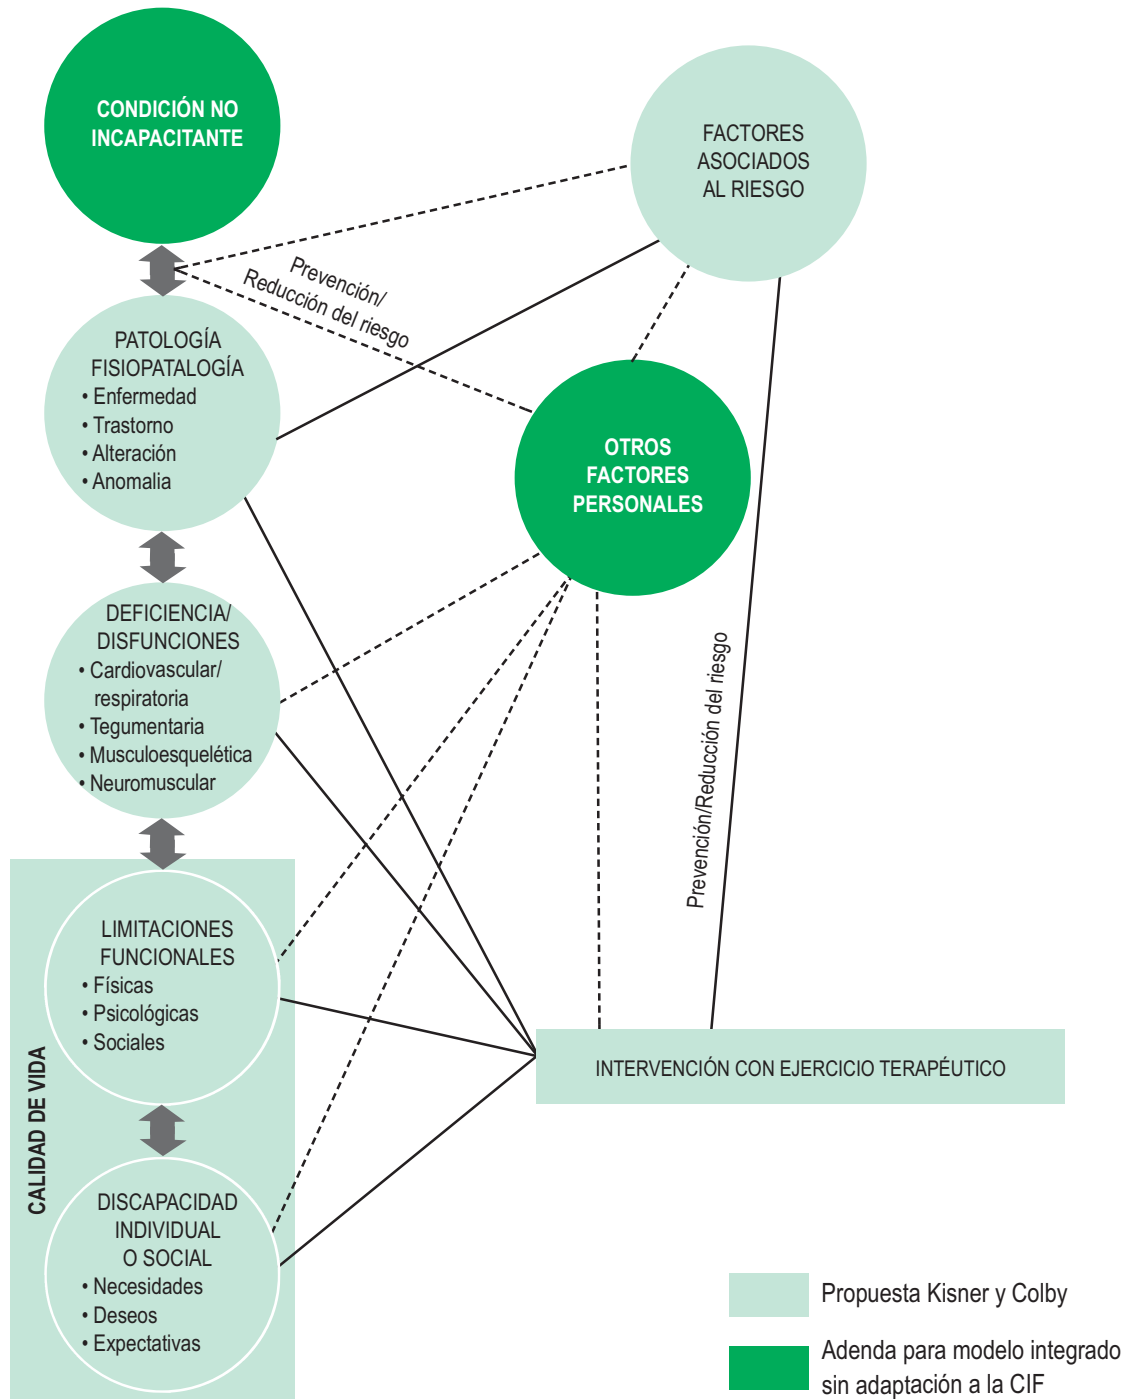 CONDICIÓN NO
INCAPACITANTE
FACTORES
ASOCIADOS
AL RIESGO
Prevención/
Reducción del riesgo
PATOLOGÍA
FISIOPATALOGÍA
• Enfermedad
• Trastorno
• Alteración
• Anomalia
OTROS
FACTORES
PERSONALES
DEFICIENCIA/
DISFUNCIONES
• Cardiovascular/
respiratoria
• Tegumentaria
• Musculoesquelética
• Neuromuscular
Prevención/Reducción del riesgo
LIMITACIONES
FUNCIONALES
• Físicas
• Psicológicas
• Sociales
INTERVENCIÓN CON EJERCICIO TERAPÉUTICO
CALIDAD DE VIDA
DISCAPACIDAD
INDIVIDUAL
O SOCIAL
• Necesidades
• Deseos
• Expectativas
Propuesta Kisner y Colby
Adenda para modelo integrado
sin adaptación a la CIF